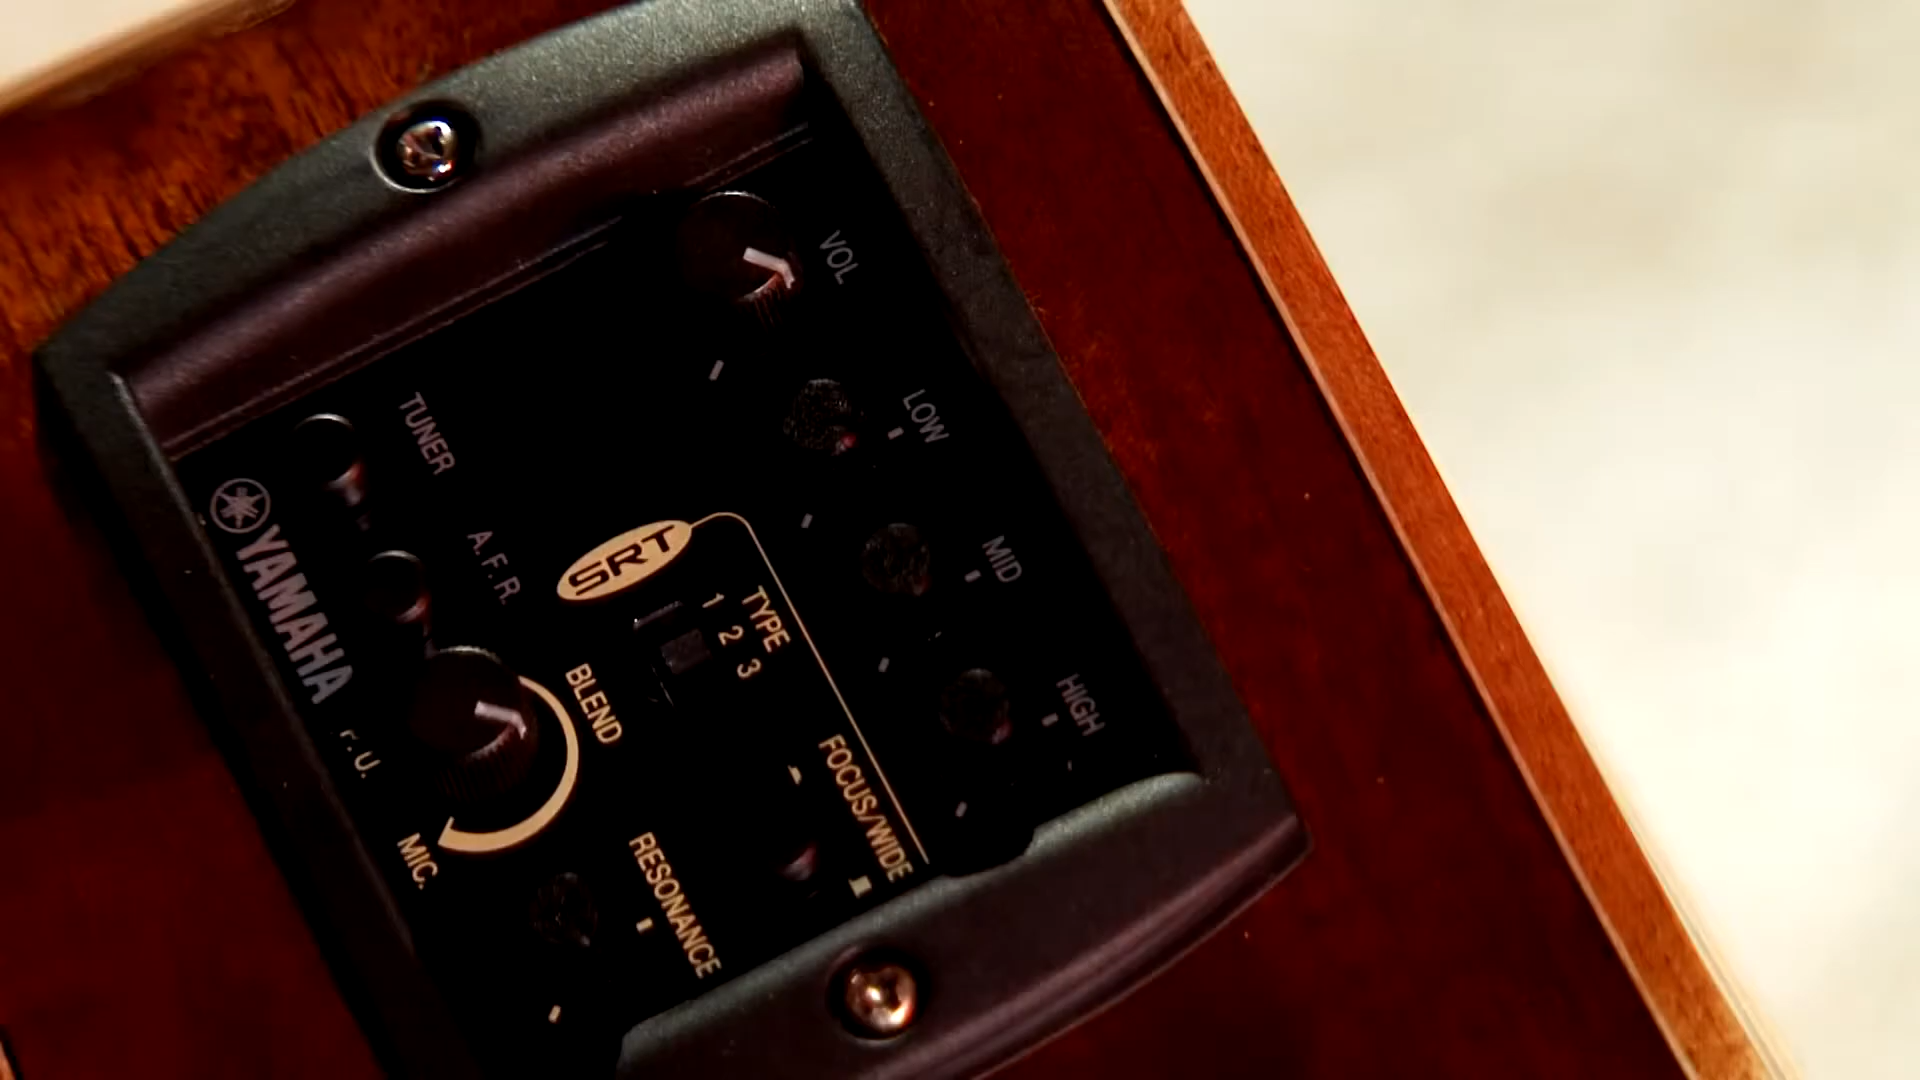 VOL
LOW
MID
HIGH
TUNER
A.F.R.
YAMAHA
SRT
TYPE
1
2
3
BLEND
P.U.
MIC.
FOCUS/WIDE
RESONANCE